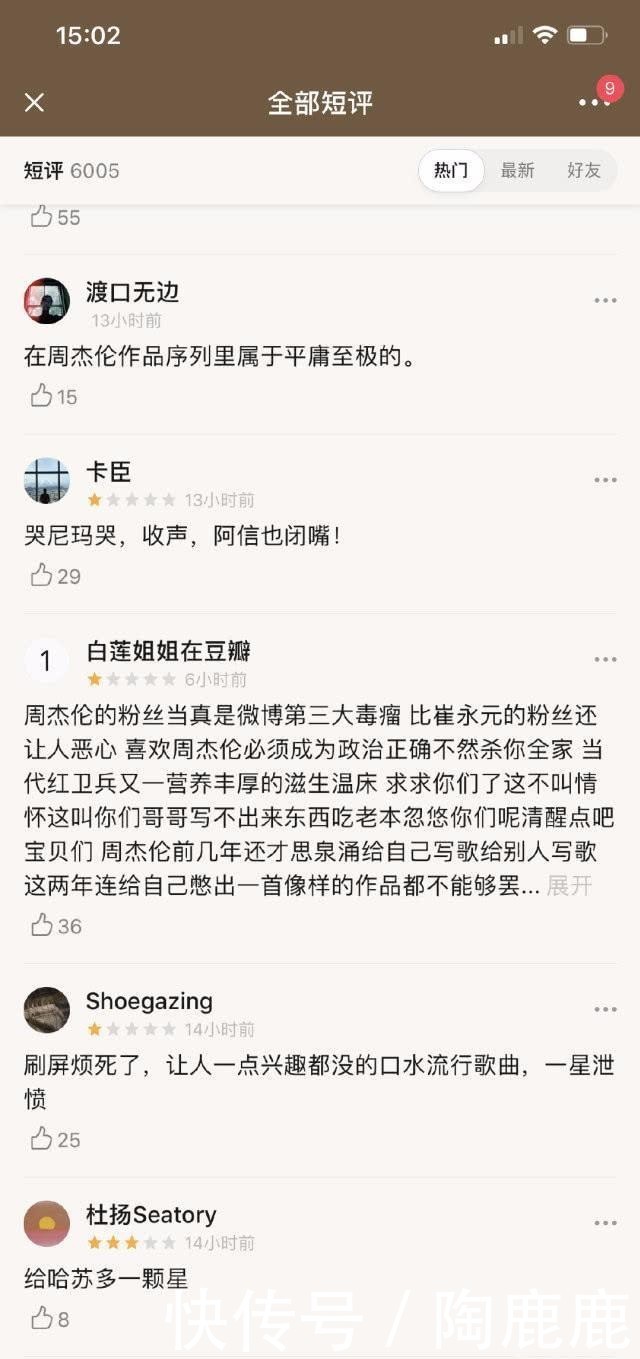 15:02
全部短评
9
短评 6005
热门
最新
好友
55
渡口无边
13小时前
在周杰伦作品序列里属于平庸至极的。
15
卡臣
13小时前
哭尼玛哭，收声，阿信也闭嘴！
29
1
白莲姐姐在豆瓣
6小时前
周杰伦的粉丝当真是微博第三大毒瘤 比崔永元的粉丝还
让人恶心 喜欢周杰伦必须成为政治正确不然杀你全家 当
代红卫兵又一营养丰厚的滋生温床 求求你们了这不叫情
怀这叫你们哥哥写不出来东西吃老本忽悠你们呢清醒点吧
宝贝们 周杰伦前几年还才思泉涌给自己写歌给别人写歌
这两年连给自己憋出一首像样的作品都不能够罢... 展开
36
Shoegazing
14小时前
刷屏烦死了，让人一点兴趣都没的口水流行歌曲，一星泄
愤
25
杜扬Seatory
14小时前
给哈苏多一颗星
8
快传号 / 陶鹿鹿